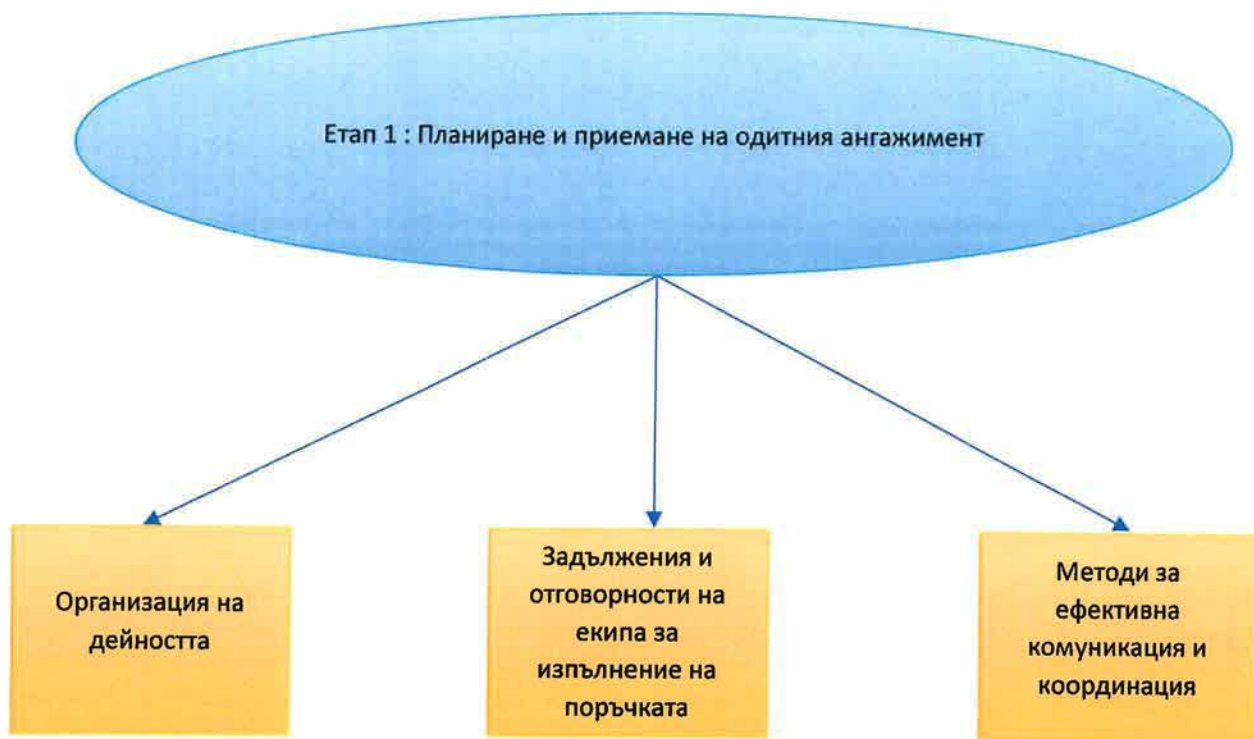 Етап 1 : Планиране и приемане на одитния ангажимент
Организация на
дейността
Задължения и
отговорности на
екипа за
изпълнение на
поръчката
Методи за
ефективна
комуникация и
координация